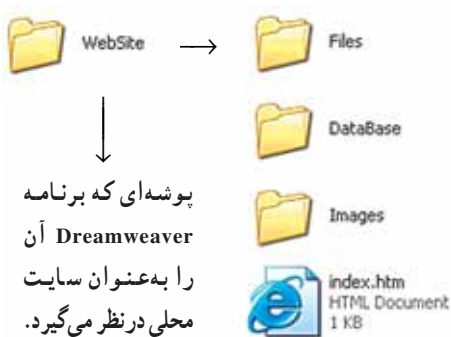 WebSite
Files
DataBase
Images
index.htm
HTML Document
1 KB
پوشه‌ای که برنامه
Dreamweaver آن
را به‌عنوان سایت
محلی درنظر می‌گیرد.